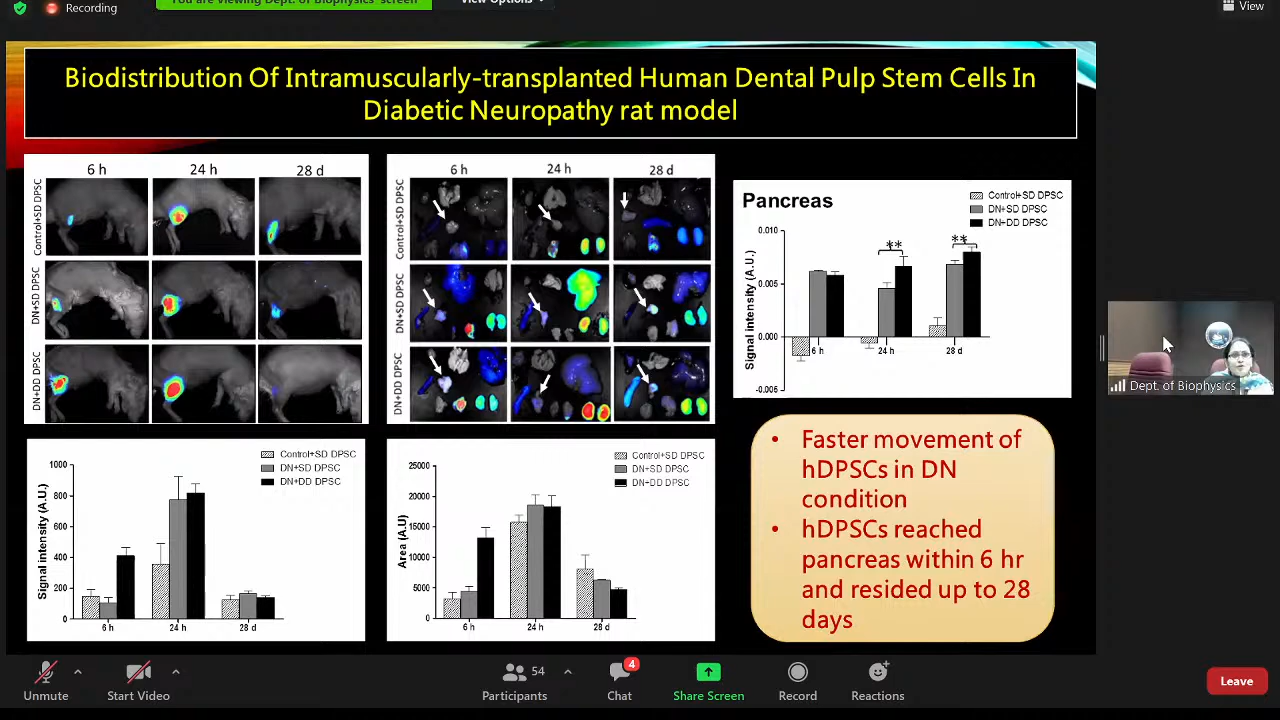 Recording
You are viewing Dept. of Biophysics' screen
View Options
View
Biodistribution Of Intramuscularly-transplanted Human Dental Pulp Stem Cells In
Diabetic Neuropathy rat model
6 h
24 h
28 d
Control+SD DPSC
DN+SD DPSC
DN+DD DPSC
6 h
24 h
28 d
Control+SD DPSC
DN+SD DPSC
DN+DD DPSC
Pancreas
Control+SD DPSC
DN+SD DPSC
DN+DD DPSC
Signal intensity (A.U.)
0.010
0.005
0.000
-0.005
**
**
6 h
24 h
28 d
Control+SD DPSC
DN+SD DPSC
DN+DD DPSC
Signal intensity (A.U.)
1000
800
600
400
200
0
6 h
24 h
28 d
Control+SD DPSC
DN+SD DPSC
DN+DD DPSC
Area (A.U)
25000
20000
15000
10000
5000
0
6 h
24 h
28 d
• Faster movement of
hDPSCs in DN
condition
• hDPSCs reached
pancreas within 6 hr
and resided up to 28
days
Dept. of Biophysics
Unmute
Start Video
54
Participants
4
Chat
Share Screen
Record
Reactions
Leave